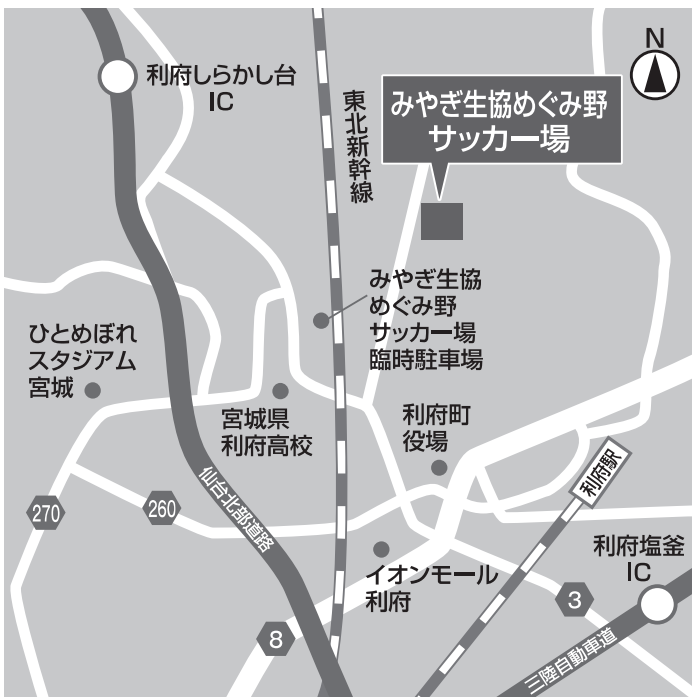 N
利府しらかし台
IC
東北新幹線
みやぎ生協めぐみ野
サッカー場
みやぎ生協
めぐみ野
サッカー場
臨時駐車場
ひとめぼれ
スタジアム
宮城
宮城県
利府高校
利府町
役場
利府駅
270
260
仙台北部道路
イオンモール
利府
利府塩釜
IC
3
8
三陸自動車道